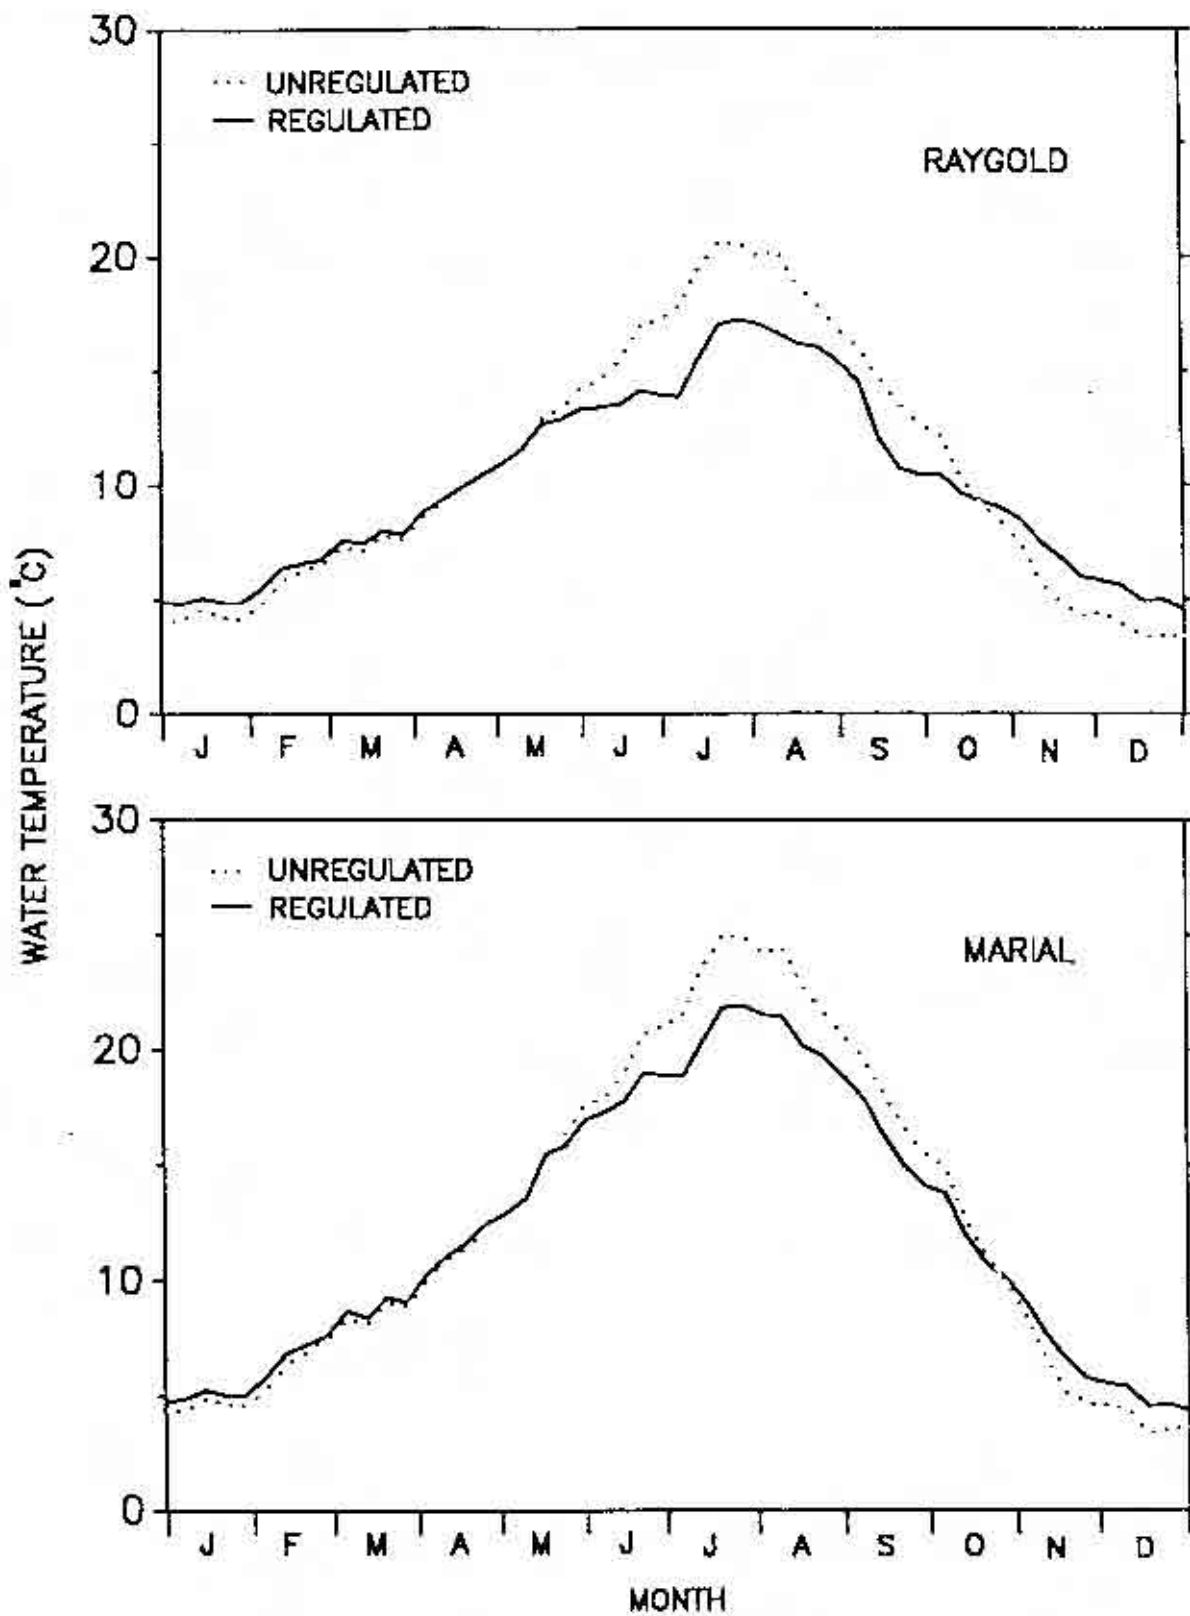 30
UNREGULATED
REGULATED
RAYGOLD
20
10
0
J F M A M J J A S O N D
WATER TEMPERATURE (°C)
30
UNREGULATED
REGULATED
MARIAL
20
10
0
J F M A M J J A S O N D
MONTH